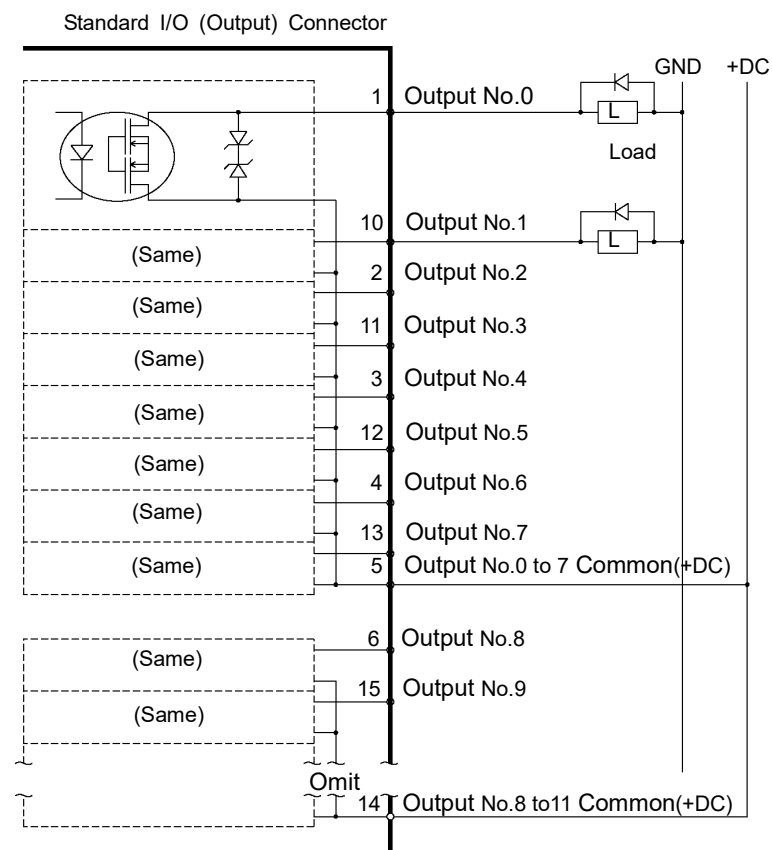 Standard I/O (Output) Connector
GND +DC
1 Output No.0
L
Load
10 Output No.1
L
(Same)
2 Output No.2
(Same)
11 Output No.3
(Same)
3 Output No.4
(Same)
12 Output No.5
(Same)
4 Output No.6
(Same)
13 Output No.7
(Same)
5 Output No.0 to 7 Common(+DC)
6 Output No.8
(Same)
15 Output No.9
(Same)
Omit
14 Output No.8 to11 Common(+DC)